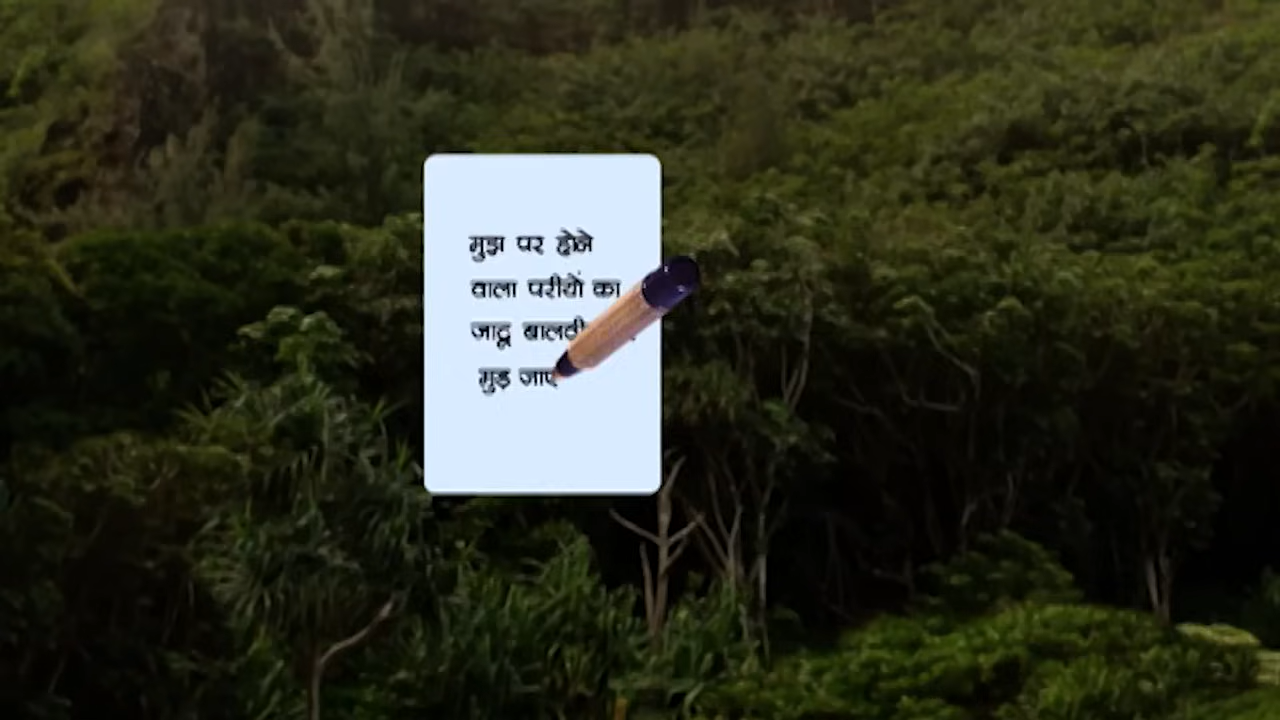 मुझ पर होने
वाला परीयों का
जादू
मुड़ जाए